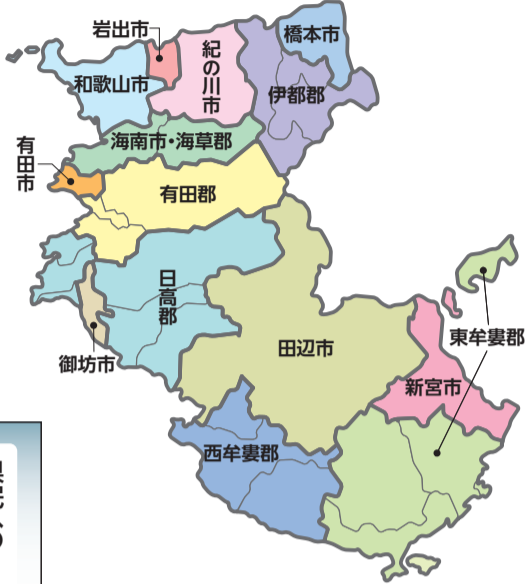 岩出市
橋本市
紀の川市
和歌山市
伊都郡
海南市・海草郡
有田市
有田郡
日高郡
東牟婁郡
田辺市
御坊市
新宮市
西牟婁郡